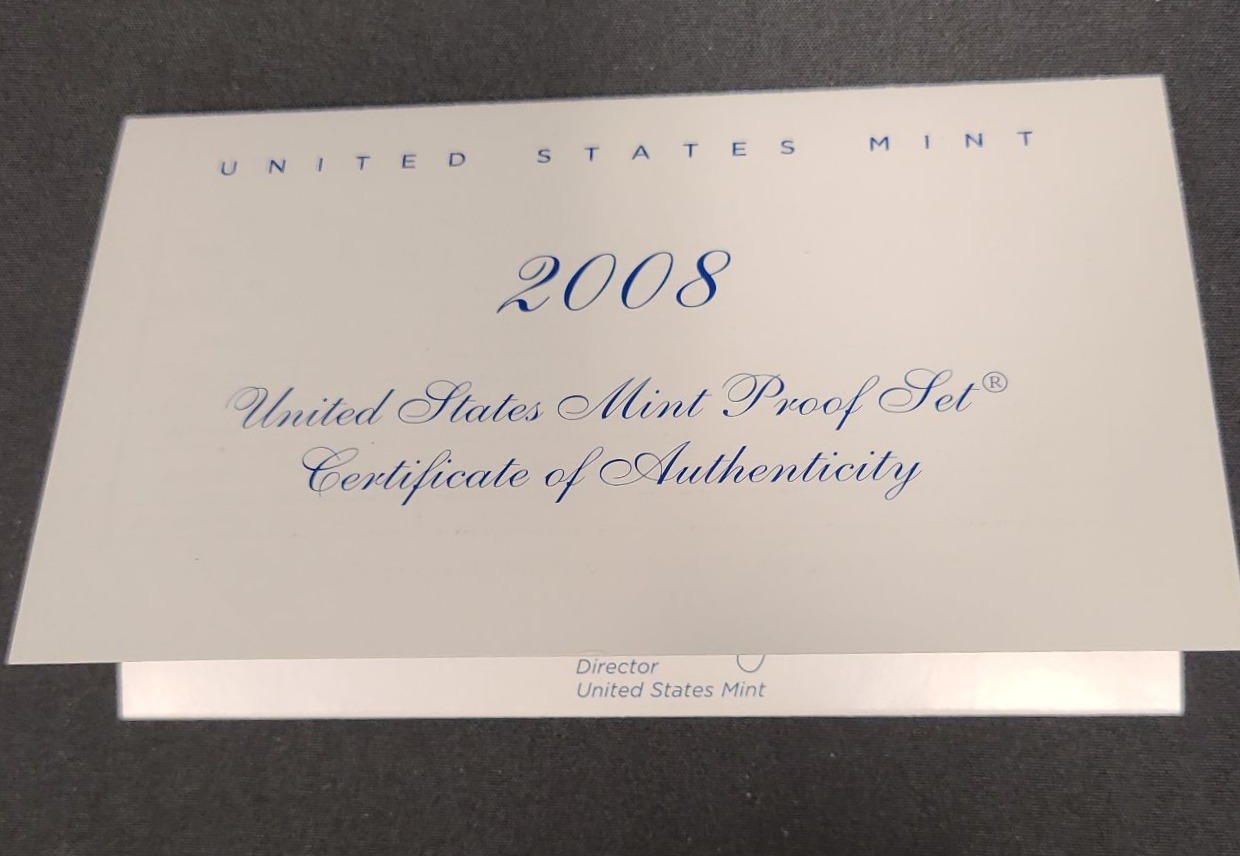 UNITED STATES MINT
2008
United States Mint Proof Set®
Certificate of Authenticity
Director
United States Mint